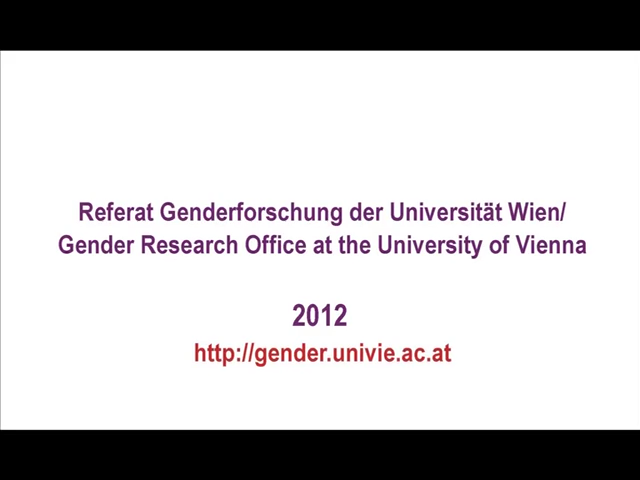 Referat Genderforschung der Universität Wien/
Gender Research Office at the University of Vienna
2012
http://gender.univie.ac.at